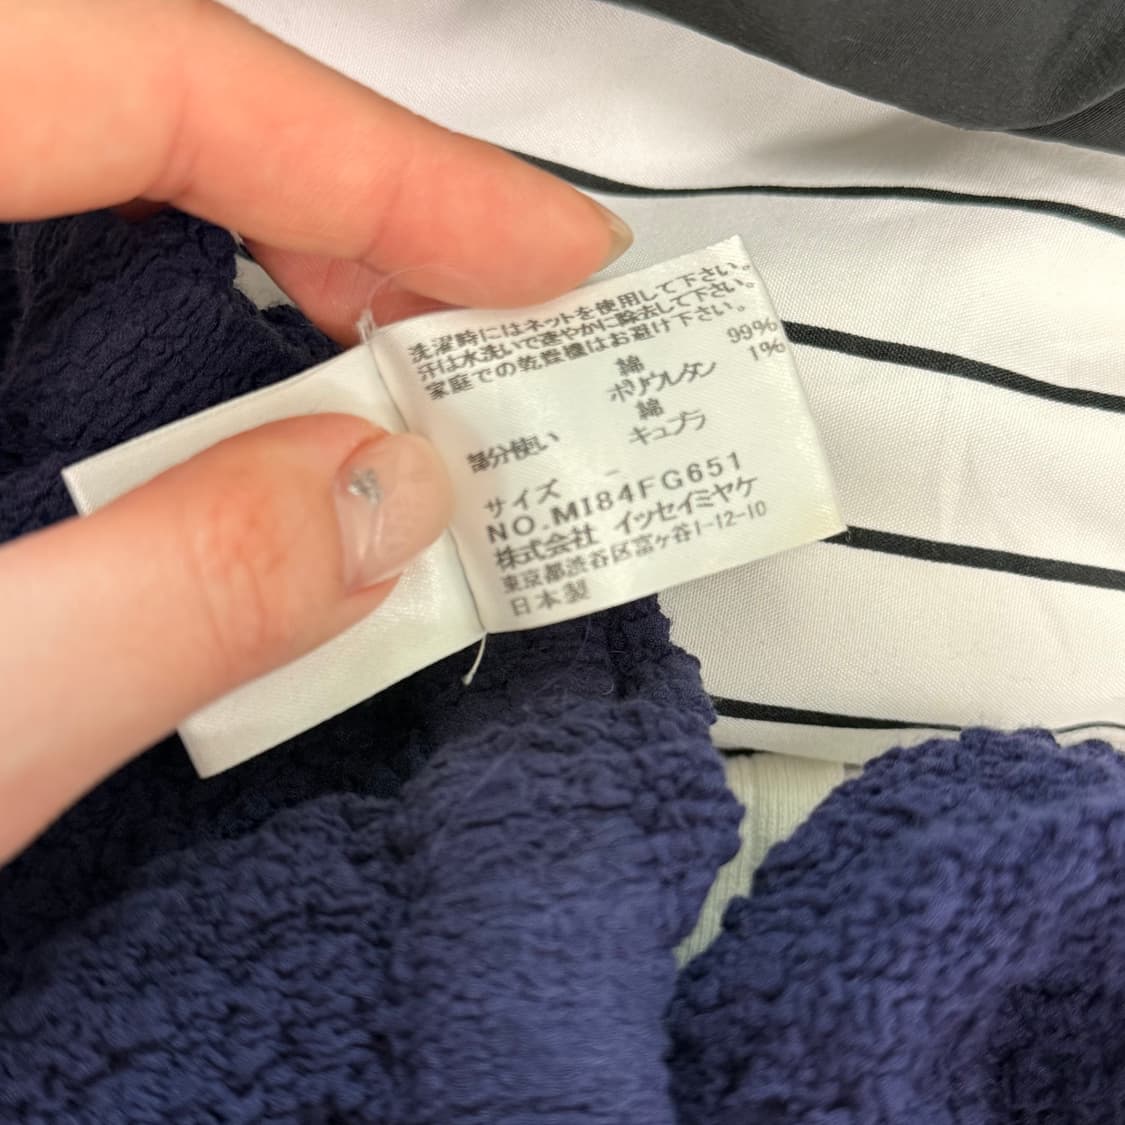 洗濯時にはネットを使用して下さい。
汗は水洗いで速やかに除去して下さい。
家庭での乾燥機はお避け下さい。
綿 99%
ポリウレタン 1%
綿
部分使い キュプラ
サイズ -
NO.MI84FG651
株式会社 イッセイミヤケ
東京都渋谷区富ヶ谷1-12-10
日本製